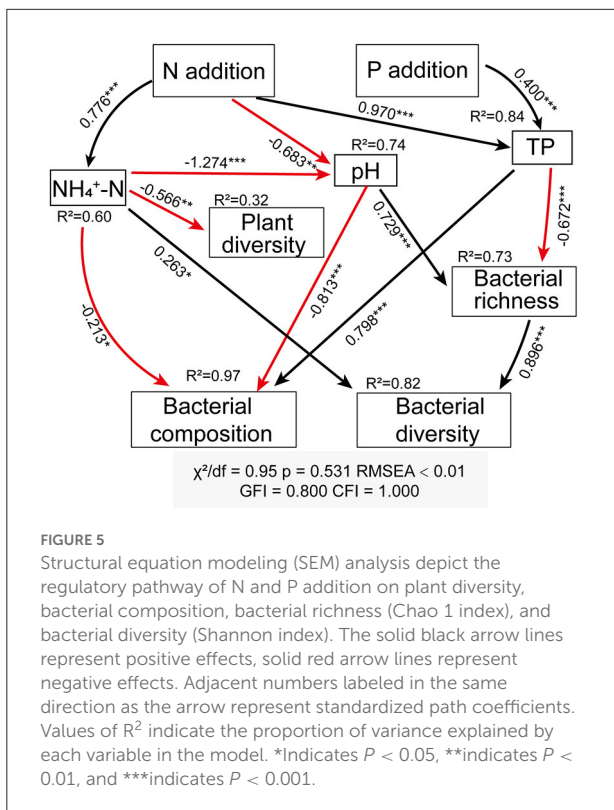 N addition
P addition
0.776***
0.970***
0.400***
R²=0.84
-0.683**
R²=0.74
TP
-1.274***
pH
NH₄⁺-N
-0.566**
R²=0.32
R²=0.60
Plant
diversity
0.729***
-0.672***
R²=0.73
0.263*
Bacterial
richness
-0.813***
0.798***
-0.213*
0.896***
R²=0.97
R²=0.82
Bacterial
composition
Bacterial
diversity
χ²/df = 0.95 p = 0.531 RMSEA < 0.01
GFI = 0.800 CFI = 1.000
FIGURE 5
Structural equation modeling (SEM) analysis depict the
regulatory pathway of N and P addition on plant diversity,
bacterial composition, bacterial richness (Chao 1 index), and
bacterial diversity (Shannon index). The solid black arrow lines
represent positive effects, solid red arrow lines represent
negative effects. Adjacent numbers labeled in the same
direction as the arrow represent standardized path coefficients.
Values of R² indicate the proportion of variance explained by
each variable in the model. *Indicates P < 0.05, **indicates P <
0.01, and ***indicates P < 0.001.